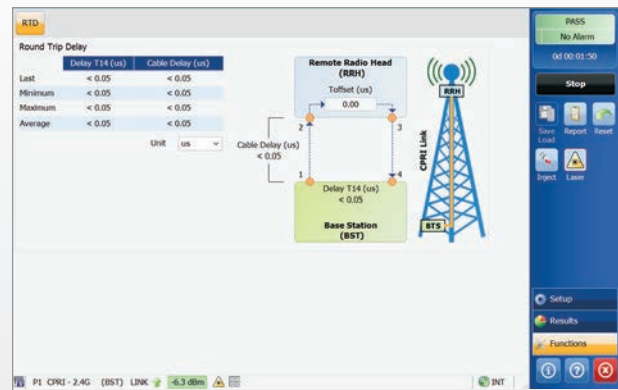 RTD
Round Trip Delay
Delay T14 (us) Cable Delay (us)
Last < 0.05 < 0.05
Minimum < 0.05 < 0.05
Maximum < 0.05 < 0.05
Average < 0.05 < 0.05
Unit us
Remote Radio Head
(RRH)
Toffset (us)
0.00
2 3
Cable Delay (us)
< 0.05
1 4
Delay T14 (us)
< 0.05
Base Station
(BST)
RRH
CPRI Link
BTS
PASS
No Alarm
0d 00:01:50
Stop
Save
Load
Report
Reset
Inject
Laser
Setup
Results
Functions
P1 CPRI - 2.4G (BST) LINK -6.3 dBm INT